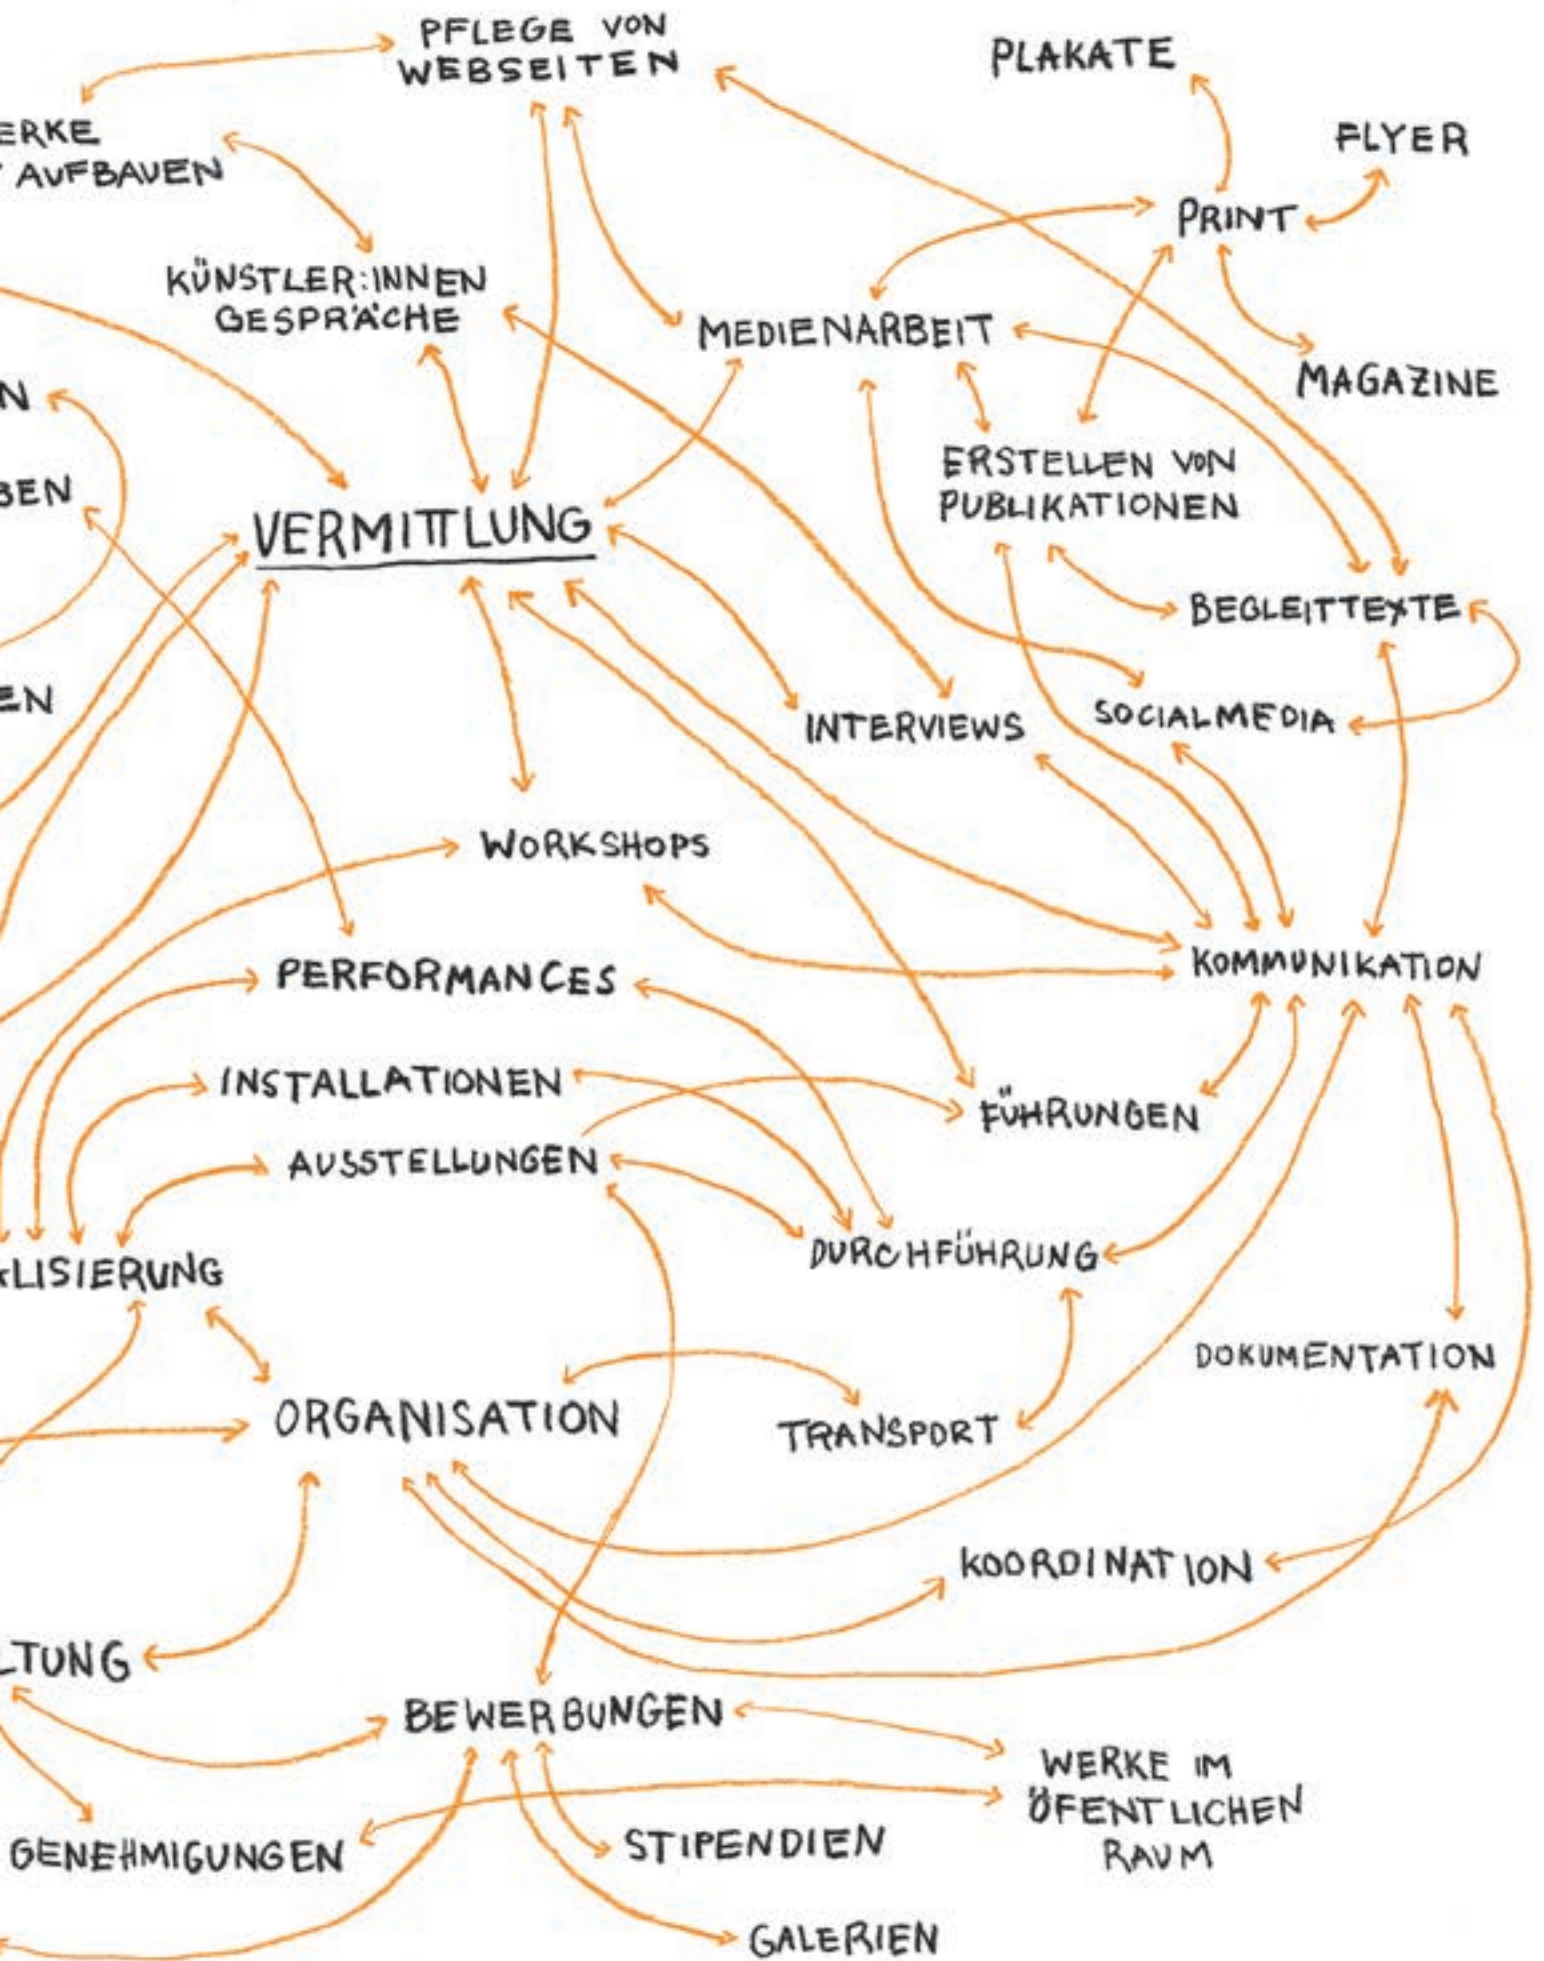 PFLEGE VON
WEBSEITEN
PLAKATE
FLYER
ERKE
AUFBAUEN
PRINT
KÜNSTLER:INNEN
GESPRÄCHE
MEDIENARBEIT
MAGAZINE
N
ERSTELLEN VON
PUBLIKATIONEN
BEN
VERMITTLUNG
BEGLEITTEXTE
EN
INTERVIEWS
SOCIALMEDIA
WORKSHOPS
KOMMUNIKATION
PERFORMANCES
INSTALLATIONEN
FÜHRUNGEN
AUSSTELLUNGEN
DURCHFÜHRUNG
LISIERUNG
DOKUMENTATION
ORGANISATION
TRANSPORT
KOORDINATION
LTUNG
BEWERBUNGEN
WERKE IM
ÖFENTLICHEN
RAUM
GENEHMIGUNGEN
STIPENDIEN
GALERIEN